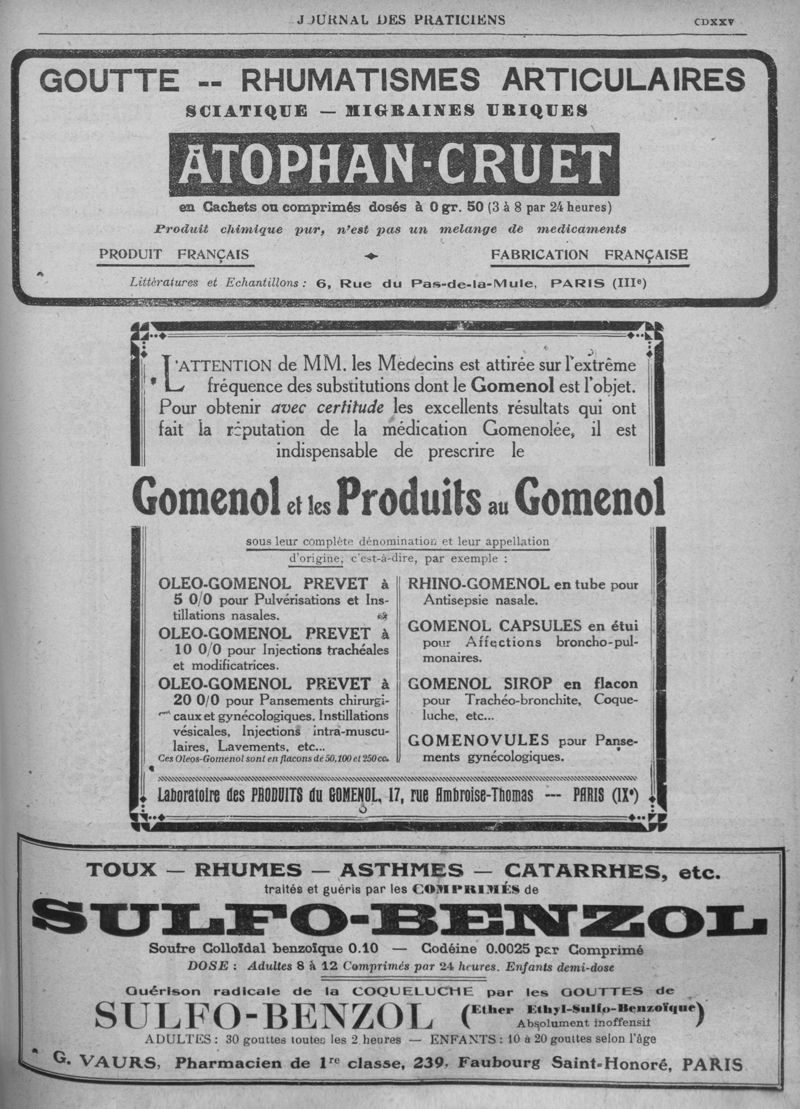 JOURNAL DES PRATICIENS
CDXXV
GOUTTE -- RHUMATISMES ARTICULAIRES
SCIATIQUE — MIGRAINES URIQUES
ATOPHAN-CRUET
en Cachets ou comprimés dosés à 0 gr. 50 (3 à 8 par 24 heures)
Produit chimique pur, n'est pas un melange de medicaments
PRODUIT FRANÇAIS
FABRICATION FRANÇAISE
Littèratures et Echantillons : 6, Rue du Pas-de-la-Mule, PARIS (IIIe)
L'ATTENTION de MM. les Medecins est attirée sur l'extrême
fréquence des substitutions dont le Gomenol est l'objet.
Pour obtenir avec certitude les excellents résultats qui ont
fait la réputation de la médication Gomenolée, il est
indispensable de prescrire le
Gomenol et les Produits au Gomenol
sous leur complète dénomination et leur appellation
d'origine, c'est-à-dire, par exemple :
OLEO-GOMENOL PREVET à
5 0/0 pour Pulvérisations et Ins-
tillations nasales.
OLEO-GOMENOL PREVET à
10 0/0 pour Injections trachéales
et modificatrices.
OLEO-GOMENOL PREVET à
20 0/0 pour Pansements chirurgi-
caux et gynécologiques. Instillations
vésicales, Injections intra-muscu-
laires, Lavements, etc...
Ces Oleos-Gomenol sont en flacons de 50, 100 et 250 cc.
RHINO-GOMENOL en tube pour
Antisepsie nasale.
GOMENOL CAPSULES en étui
pour Affections broncho-pul-
monaires.
GOMENOL SIROP en flacon
pour Trachéo-bronchite, Coque-
luche, etc...
GOMENOVULES pour Panse-
ments gynécologiques.
Laboratoire des PRODUITS du GOMENOL, 17, rue Ambroise-Thomas -- PARIS (IXe)
TOUX — RHUMES — ASTHMES — CATARRHES, etc.
traités et guéris par les COMPRIMÉS de
SULFO-BENZOL
Soufre Colloïdal benzoïque 0.10 — Codéine 0.0025 par Comprimé
DOSE : Adultes 8 à 12 Comprimés par 24 heures. Enfants demi-dose
Guérison radicale de la COQUELUCHE par les GOUTTES de
SULFO-BENZOL (Ether Ethyl-Sulfo-Benzoïque)
Absolument inoffensif
ADULTES : 30 gouttes toutes les 2 heures — ENFANTS : 10 à 20 gouttes selon l'âge
G. VAURS, Pharmacien de 1re classe, 239, Faubourg Saint-Honoré, PARIS